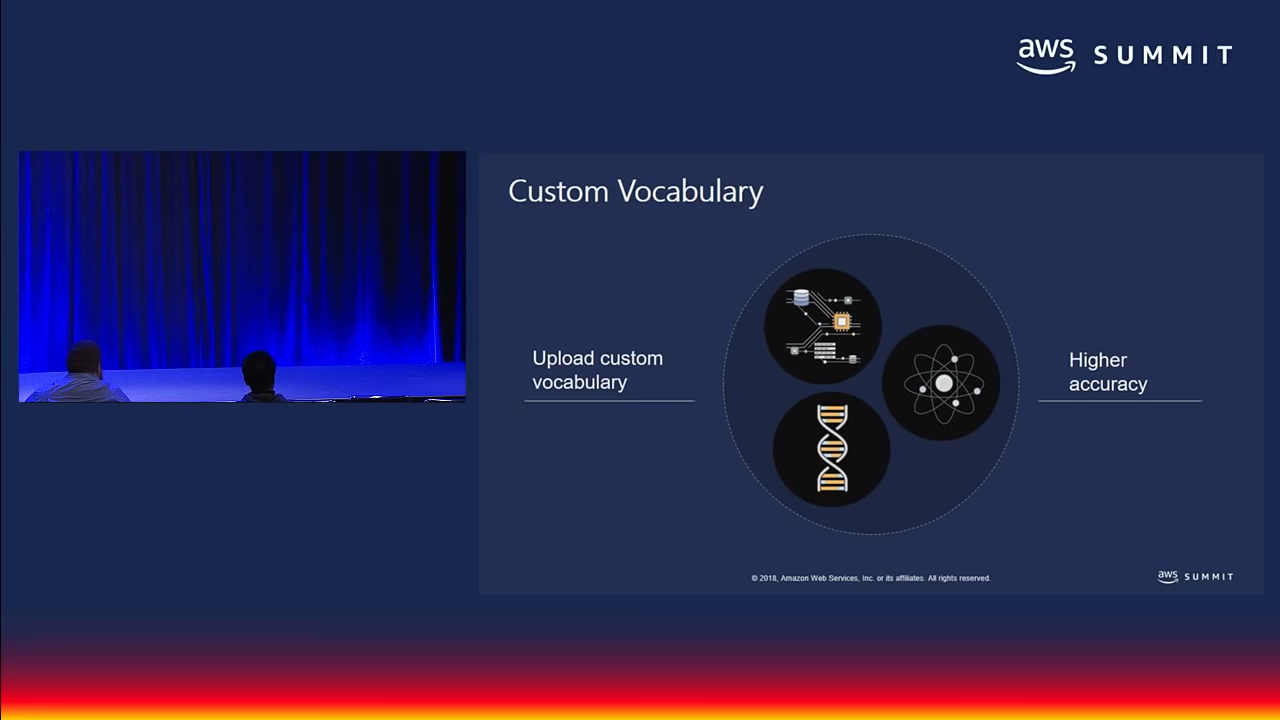 aws SUMMIT
Custom Vocabulary
Upload custom
vocabulary
Higher
accuracy
© 2018, Amazon Web Services, Inc. or its affiliates. All rights reserved.
aws SUMMIT